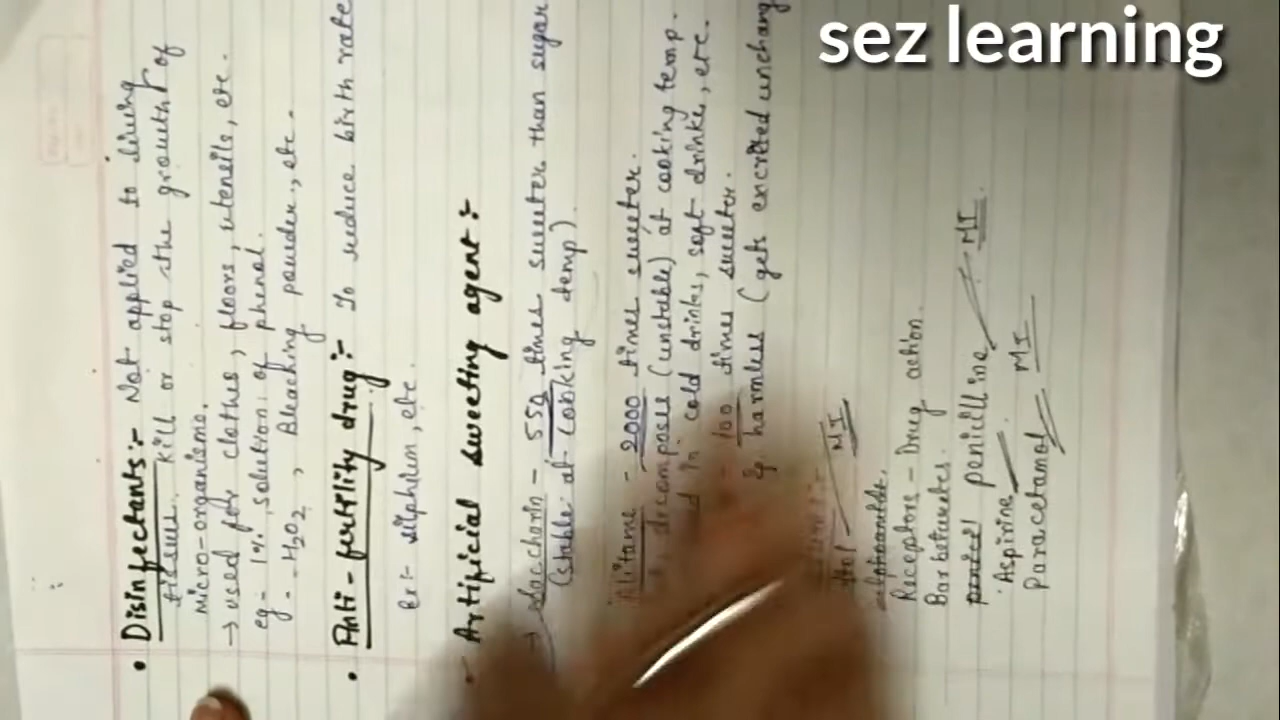 sez learning
• Disinfectants:- Not applied to living
tissues. kill or stop the growth of
micro-organisms.
→ used for clothes, floors, utensils, etc.
eg - 1% solution: of phenol.
- H2O2, Bleaching powder, etc.
• Anti-fertility drug:- To reduce birth rate
ex:- silphium, etc.
- Artificial sweeting agent:-
→ Saccharin - 550 times sweeter than sugar
(stable at cooking temp)
Alitame - 2000 times sweeter.
decomposes (unstable) at cooking temp.
in cold drinks, soft drinks, etc.
- 100 times sweeter.
& harmless (gets excreted unchang
MI
Receptors - Drug action.
Barbeturates.
penicilline MI
Aspirine
Paracetamol MI